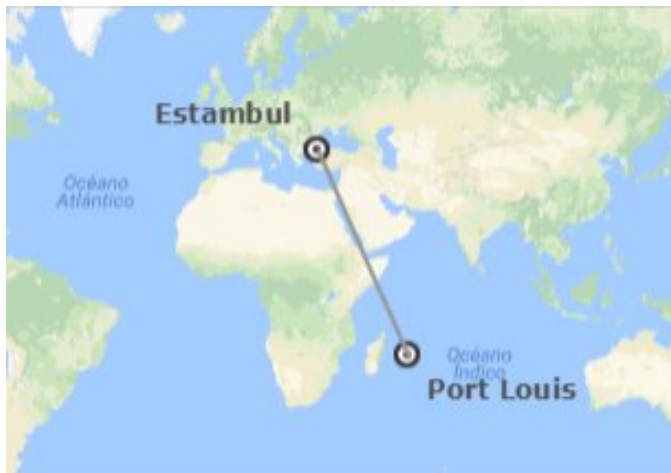 Estambul
Océano
Atlántico
Océano
Índico
Port Louis